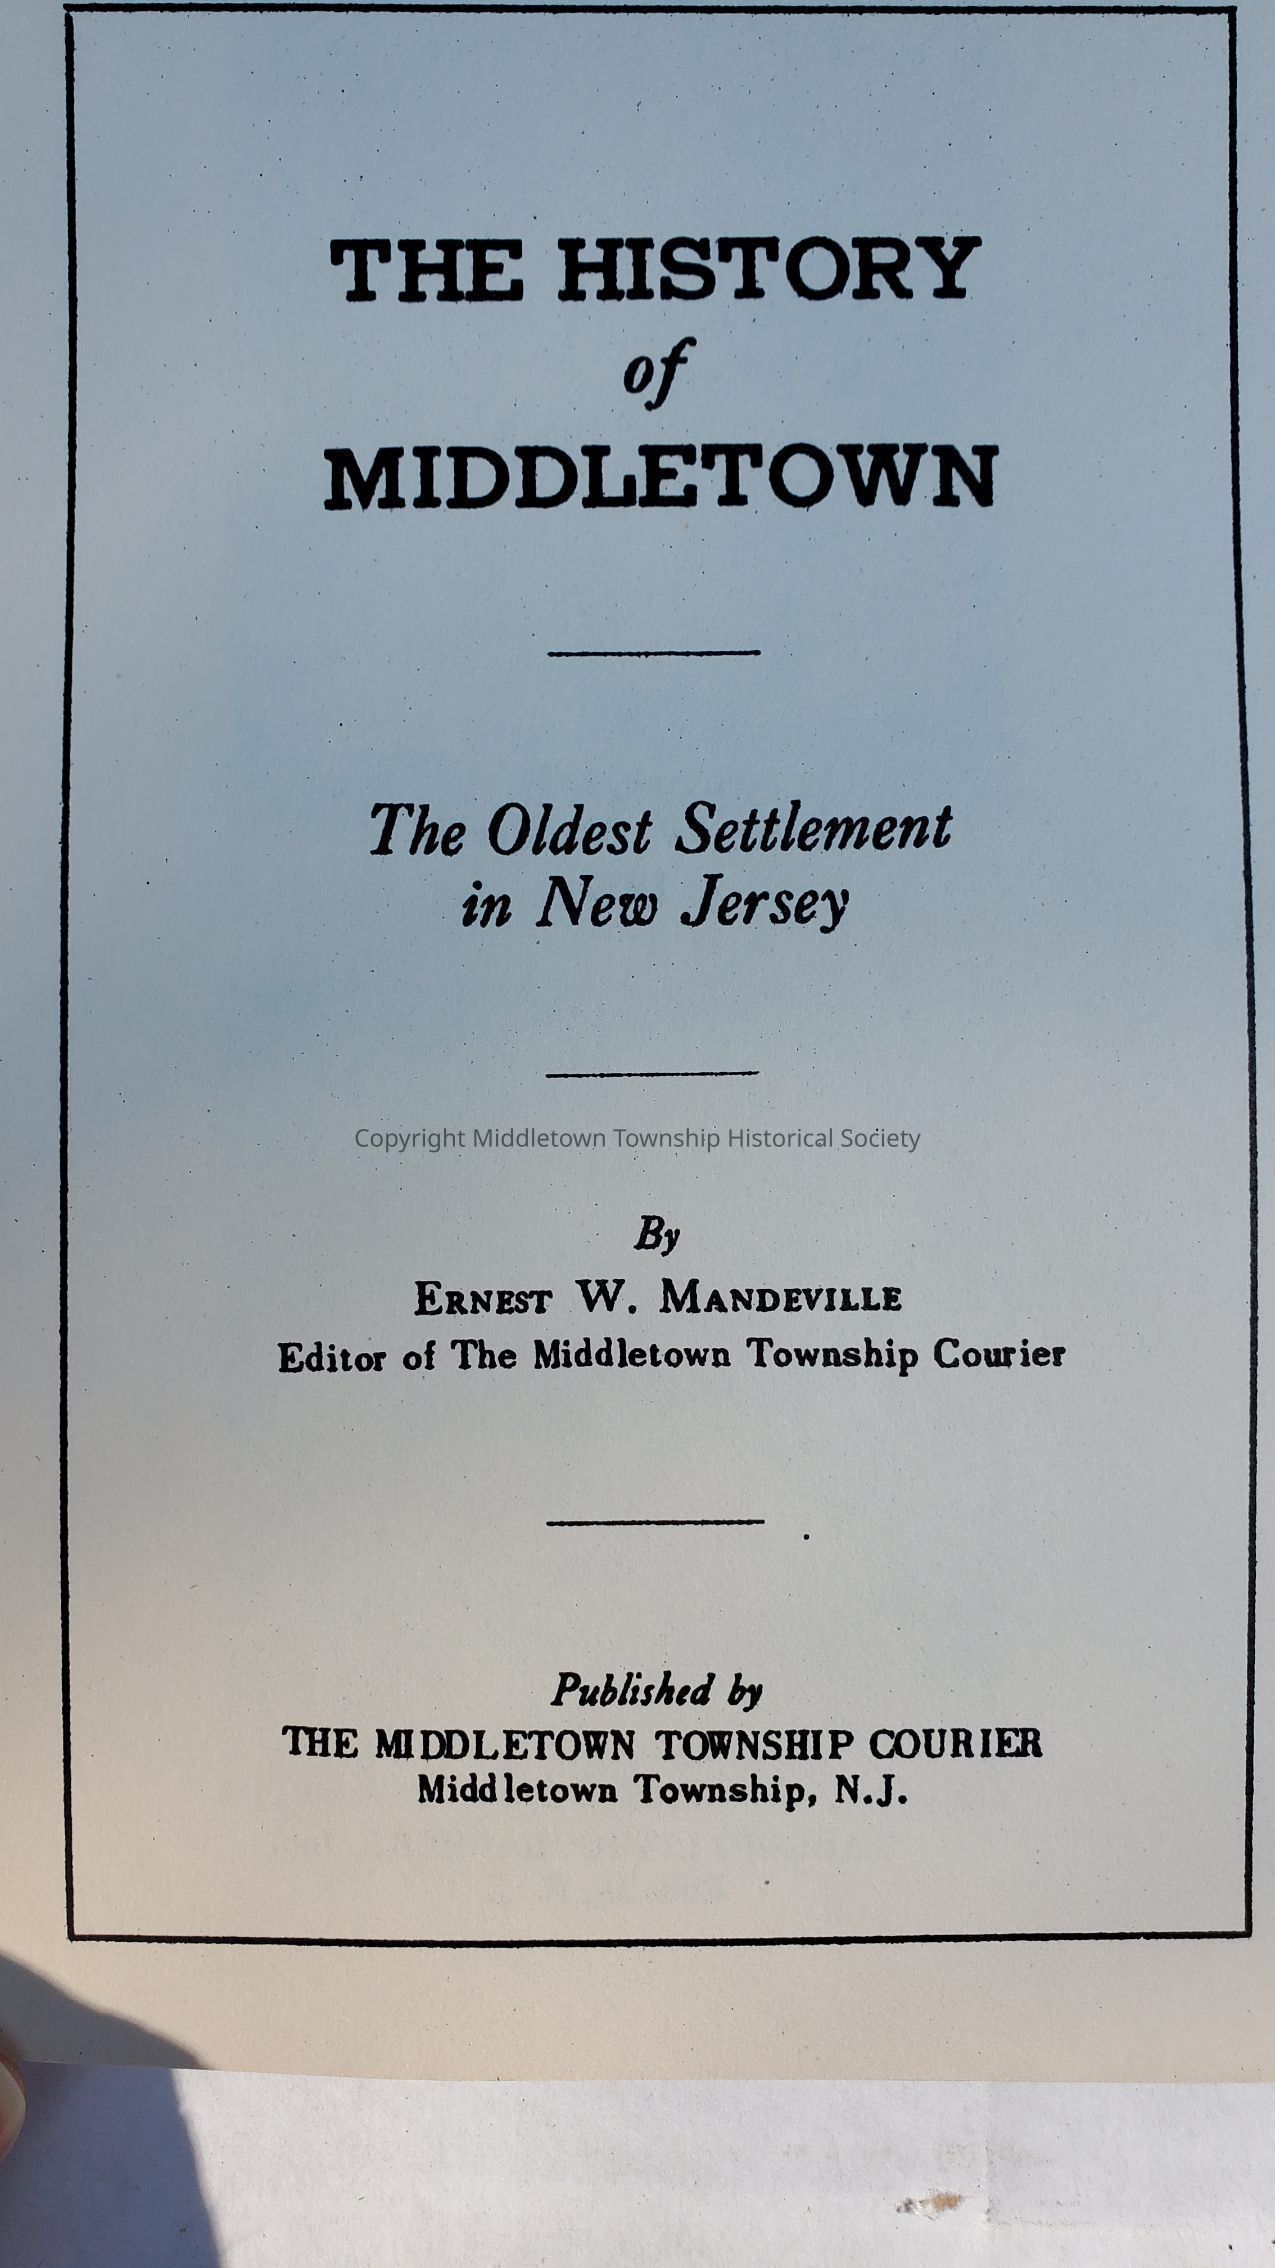 THE HISTORY
of
MIDDLETOWN
The Oldest Settlement
in New Jersey
Copyright Middletown Township Historical Society
By
ERNEST W. MANDEVILLE
Editor of The Middletown Township Courier
Published by
THE MIDDLETOWN TOWNSHIP COURIER
Middletown Township, N.J.